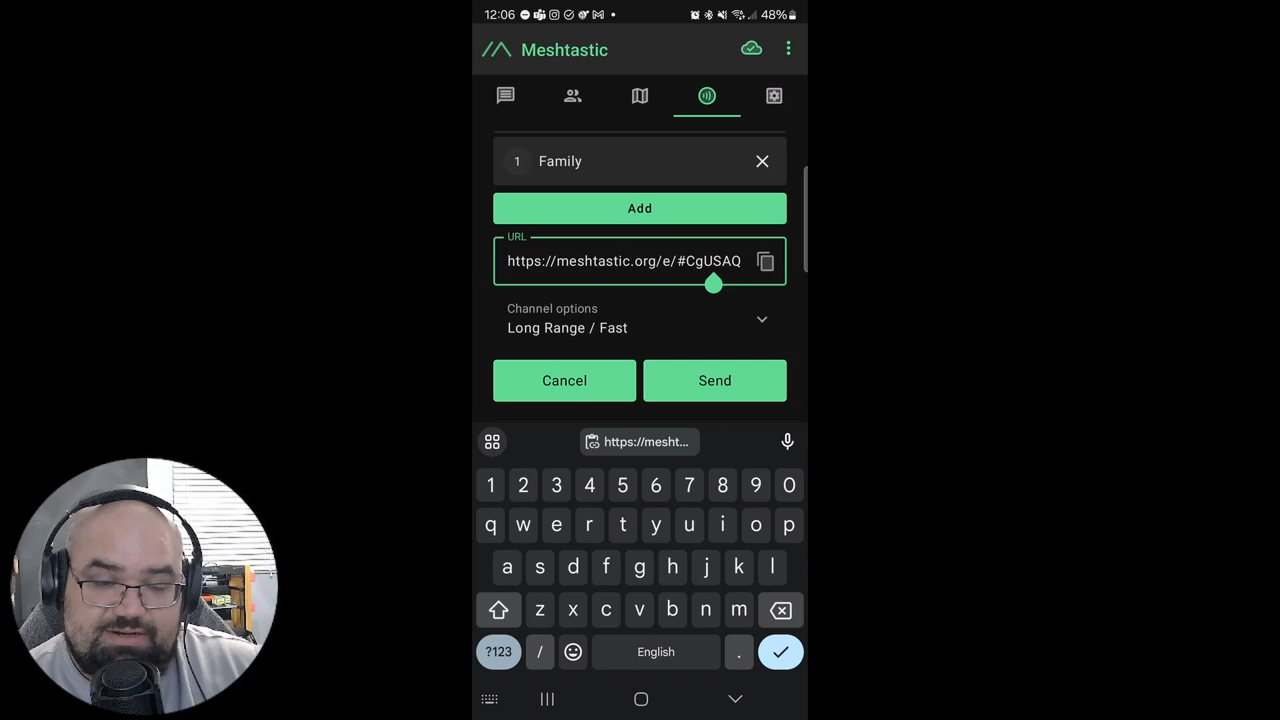 12:06
48%
Meshtastic
1 Family
Add
URL
https://meshtastic.org/e/#CgUSAQ
Channel options
Long Range / Fast
Cancel Send
https://mesht...
1 2 3 4 5 6 7 8 9 0
q w e r t y u i o p
a s d f g h j k l
z x c v b n m
?123 / English .